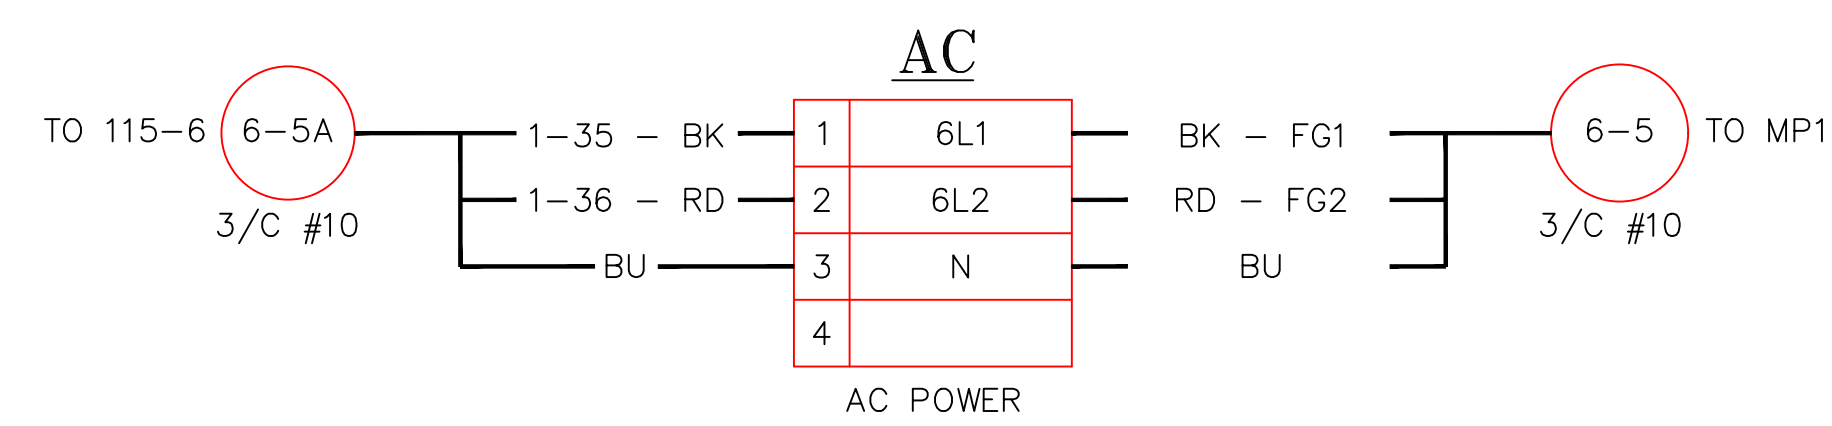 AC
TO 115-6 6-5A 1-35 - BK 1 6L1 BK - FG1 6-5 TO MP1
1-36 - RD 2 6L2 RD - FG2
3/C #10 3/C #10
BU 3 N BU
4
AC POWER